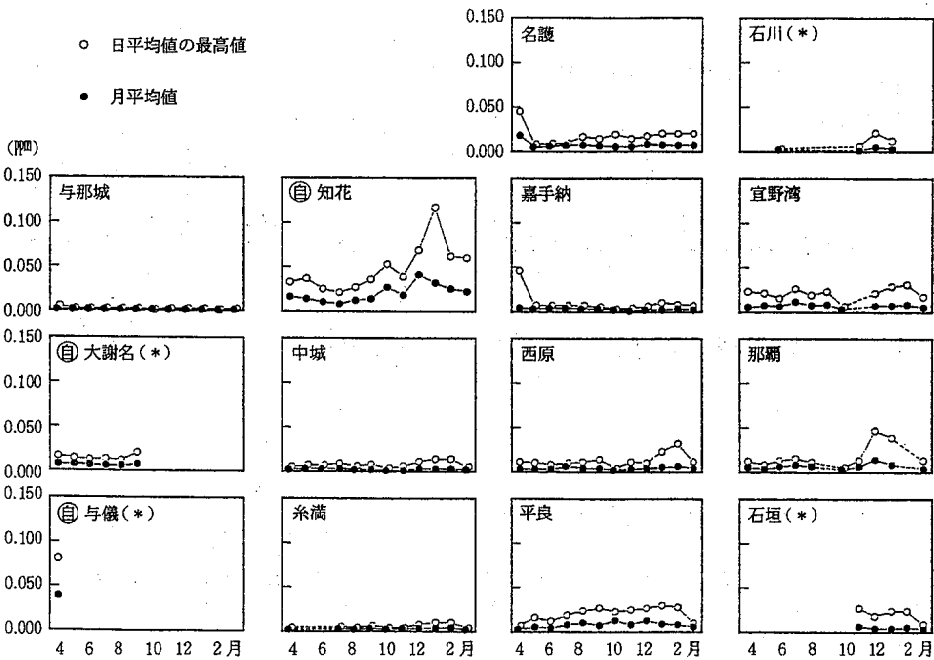 ○ 日平均値の最高値
● 月平均値
(ppm)
0.150
0.100
0.050
0.000
名護
石川(*)
0.150
0.100
0.050
0.000
与那城
自 知花
嘉手納
宜野湾
0.150
0.100
0.050
0.000
自 大謝名(*)
中城
西原
那覇
0.150
0.100
0.050
0.000
自 与儀(*)
糸満
平良
石垣(*)
4 6 8 10 12 2月
4 6 8 10 12 2月
4 6 8 10 12 2月
4 6 8 10 12 2月